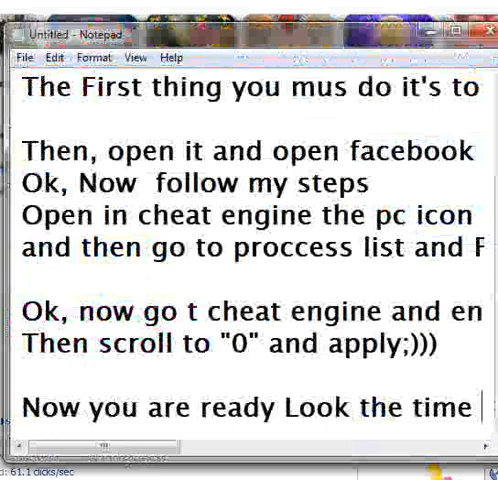 Untitled - Notepad
File Edit Format View Help
The First thing you mus do it's to
Then, open it and open facebook
Ok, Now follow my steps
Open in cheat engine the pc icon
and then go to proccess list and F
Ok, now go t cheat engine and en
Then scroll to "0" and apply;)))
Now you are ready Look the time
d: 61.1 clicks/sec